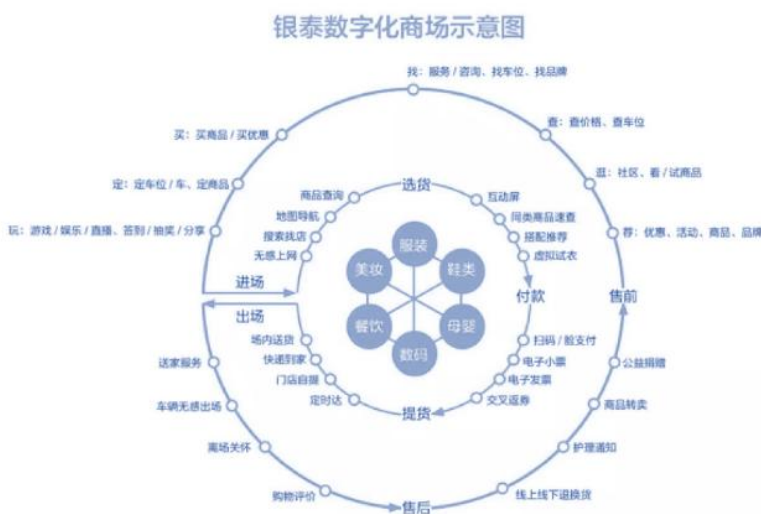 银泰数字化商场示意图
找：服务 / 咨询、找车位、找品牌
买：买商品 / 买优惠
查：查价格、查车位
定：定车位 / 车、定商品
逛：社区、看 / 试商品
玩：游戏 / 娱乐 / 直播、签到 / 抽奖 / 分享
荐：优惠、活动、商品、品牌
选货
商品查询
互动屏
地图导航
同类商品速查
搜索找店
搭配推荐
无感上网
虚拟试衣
服装
美妆
鞋类
餐饮
母婴
数码
进场
付款
售前
出场
场内送货
扫码 / 脸支付
送家服务
快递到家
电子小票
公益捐赠
门店自提
电子发票
车辆无感出场
定时达
交叉返券
商品转卖
提货
离场关怀
护理通知
购物评价
线上线下退换货
售后